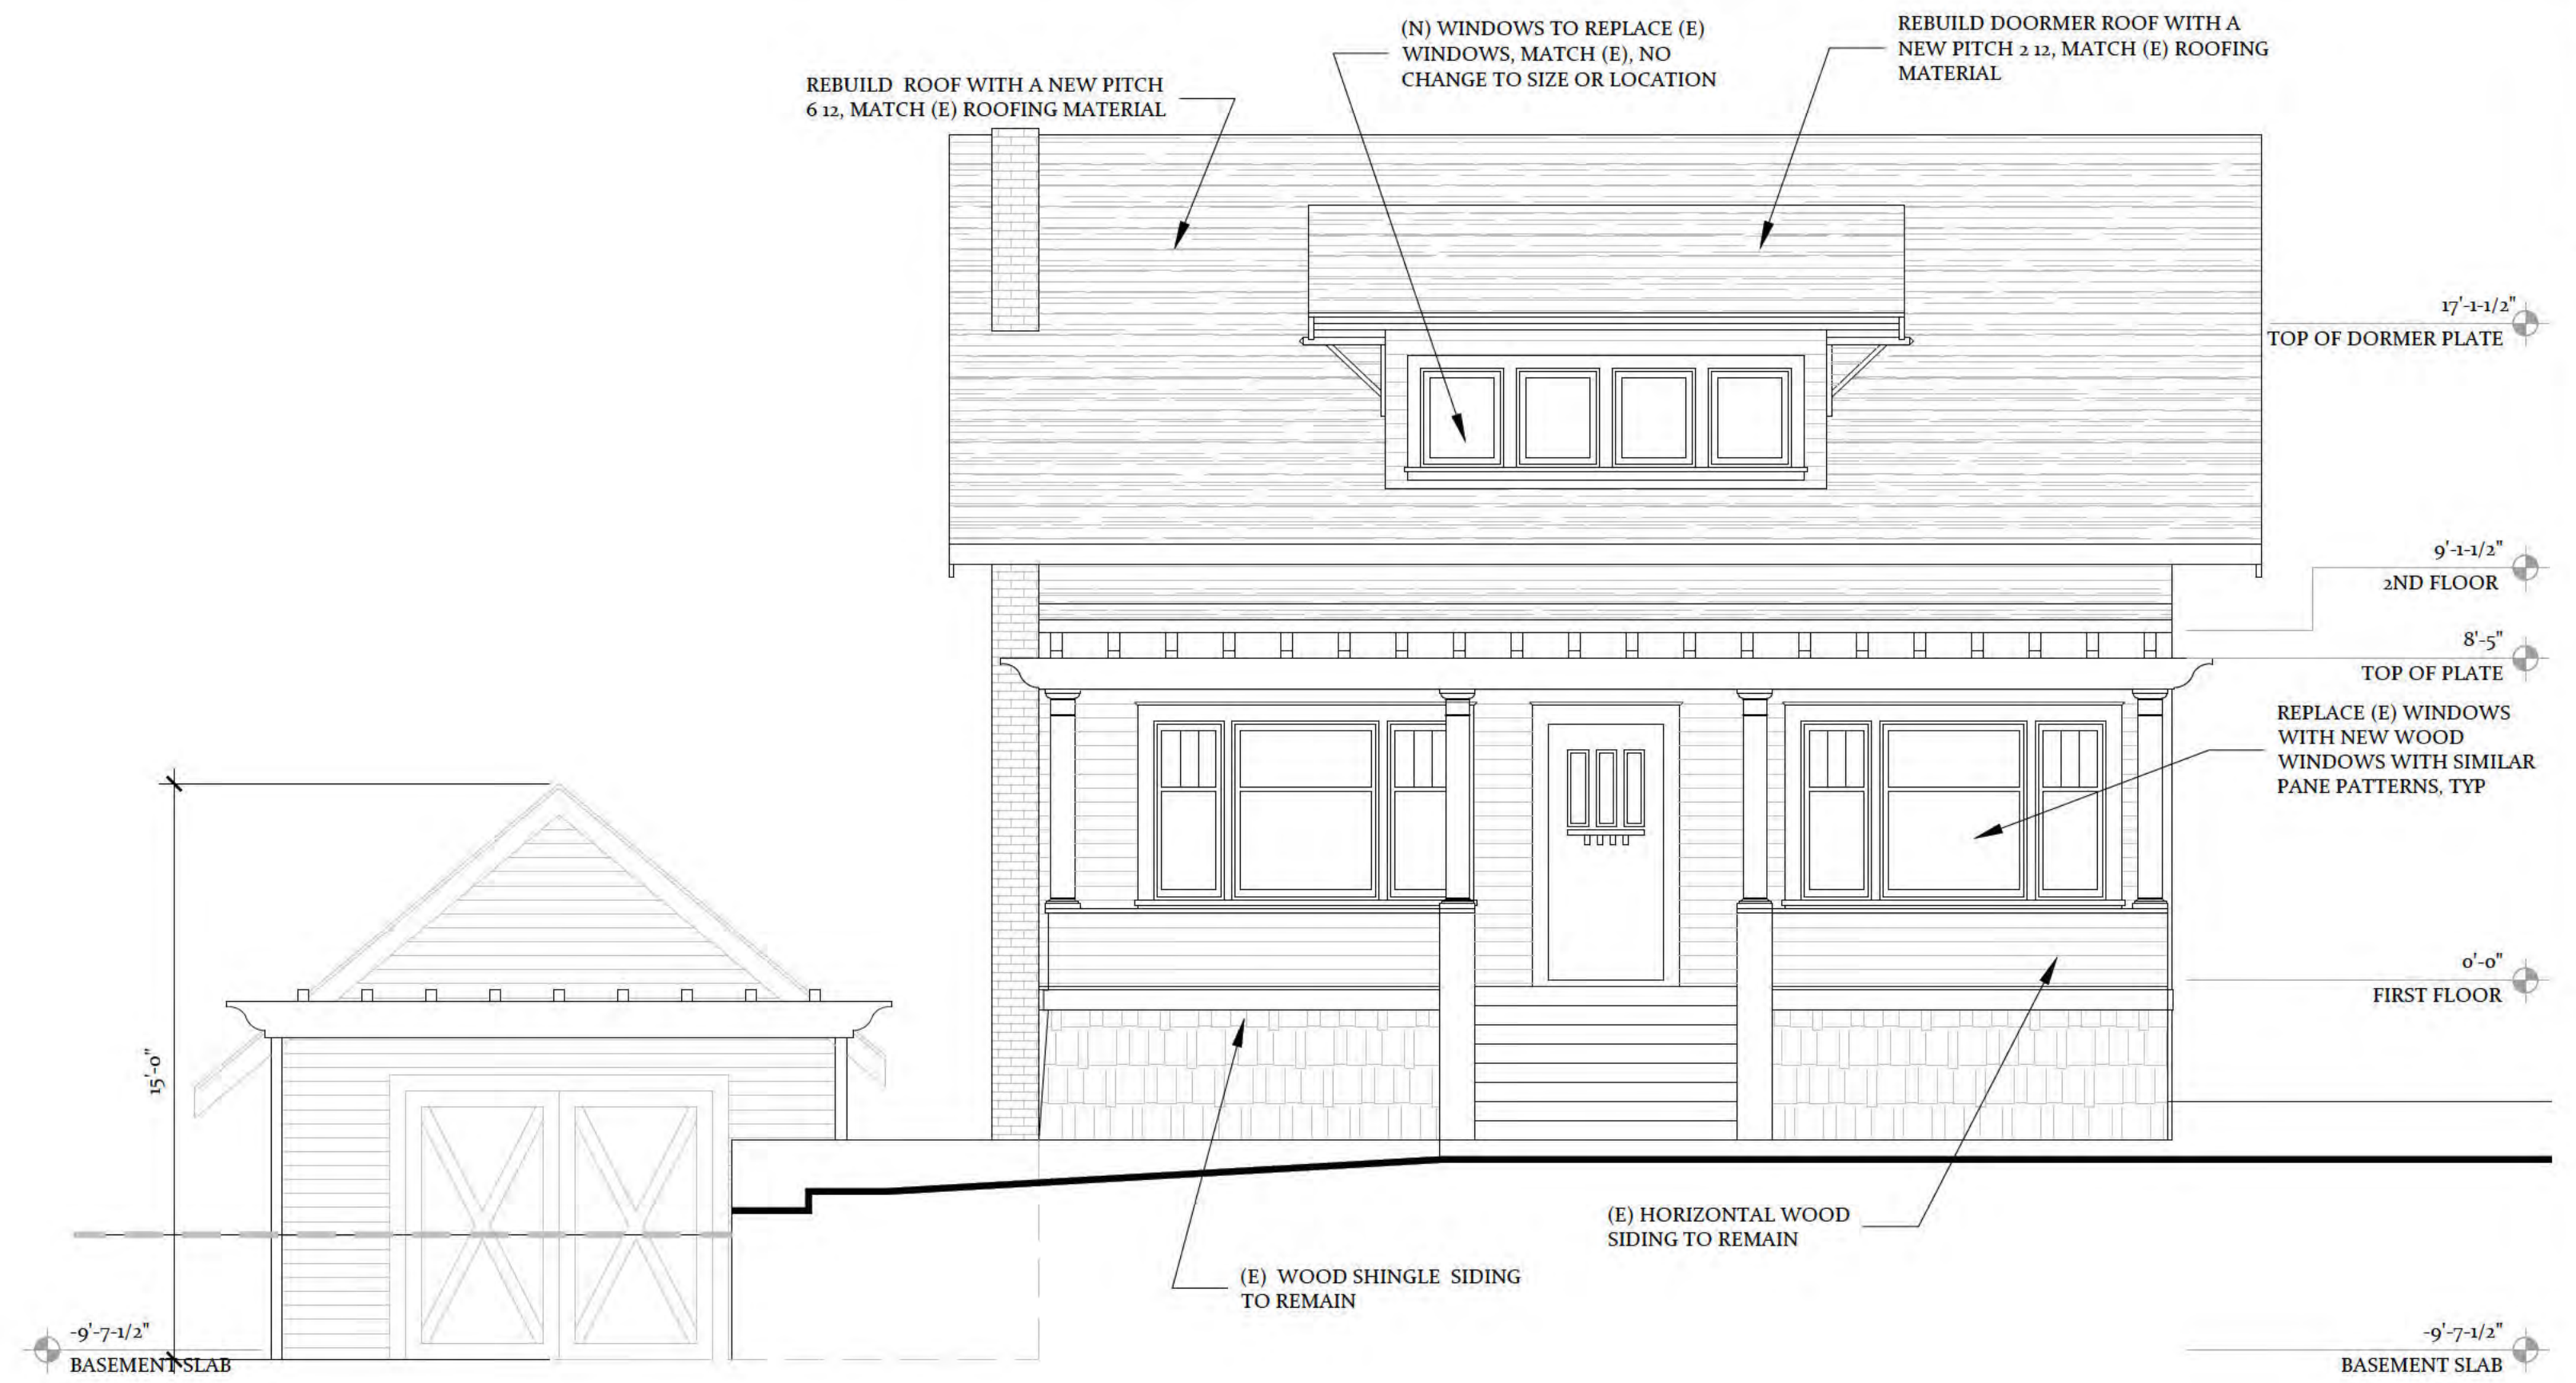 (N) WINDOWS TO REPLACE (E)
WINDOWS, MATCH (E), NO
CHANGE TO SIZE OR LOCATION
REBUILD DOORMER ROOF WITH A
NEW PITCH 2 12, MATCH (E) ROOFING
MATERIAL
REBUILD ROOF WITH A NEW PITCH
6 12, MATCH (E) ROOFING MATERIAL
17'-1-1/2"
TOP OF DORMER PLATE
9'-1-1/2"
2ND FLOOR
8'-5"
TOP OF PLATE
REPLACE (E) WINDOWS
WITH NEW WOOD
WINDOWS WITH SIMILAR
PANE PATTERNS, TYP
0'-0"
FIRST FLOOR
15'-0"
(E) HORIZONTAL WOOD
SIDING TO REMAIN
(E) WOOD SHINGLE SIDING
TO REMAIN
-9'-7-1/2"
BASEMENT SLAB
-9'-7-1/2"
BASEMENT SLAB